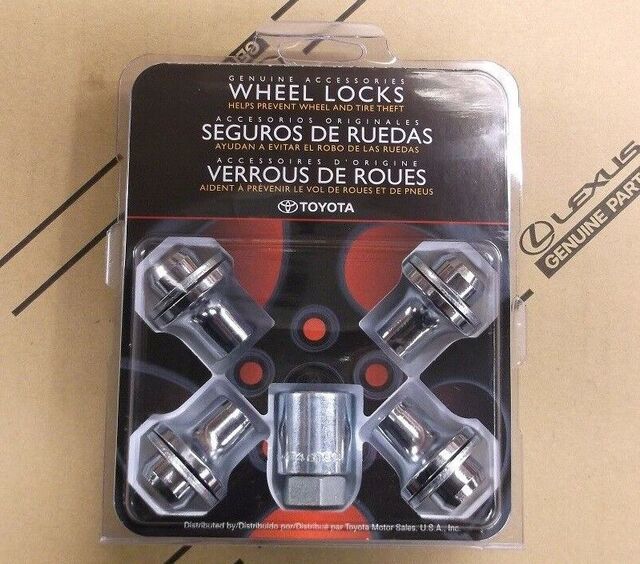 GENUINE ACCESSORIES
WHEEL LOCKS
HELPS PREVENT WHEEL AND TIRE THEFT
ACCESORIOS ORIGINALES
SEGUROS DE RUEDAS
AYUDAN A EVITAR EL ROBO DE LAS RUEDAS
ACCESSOIRES D'ORIGINE
VERROUS DE ROUES
AIDENT À PRÉVENIR LE VOL DE ROUES ET DE PNEUS
TOYOTA
LEXUS
GENUINE PARTS
Distributed by/Distribuido por/Distribué par Toyota Motor Sales, U.S.A., Inc.